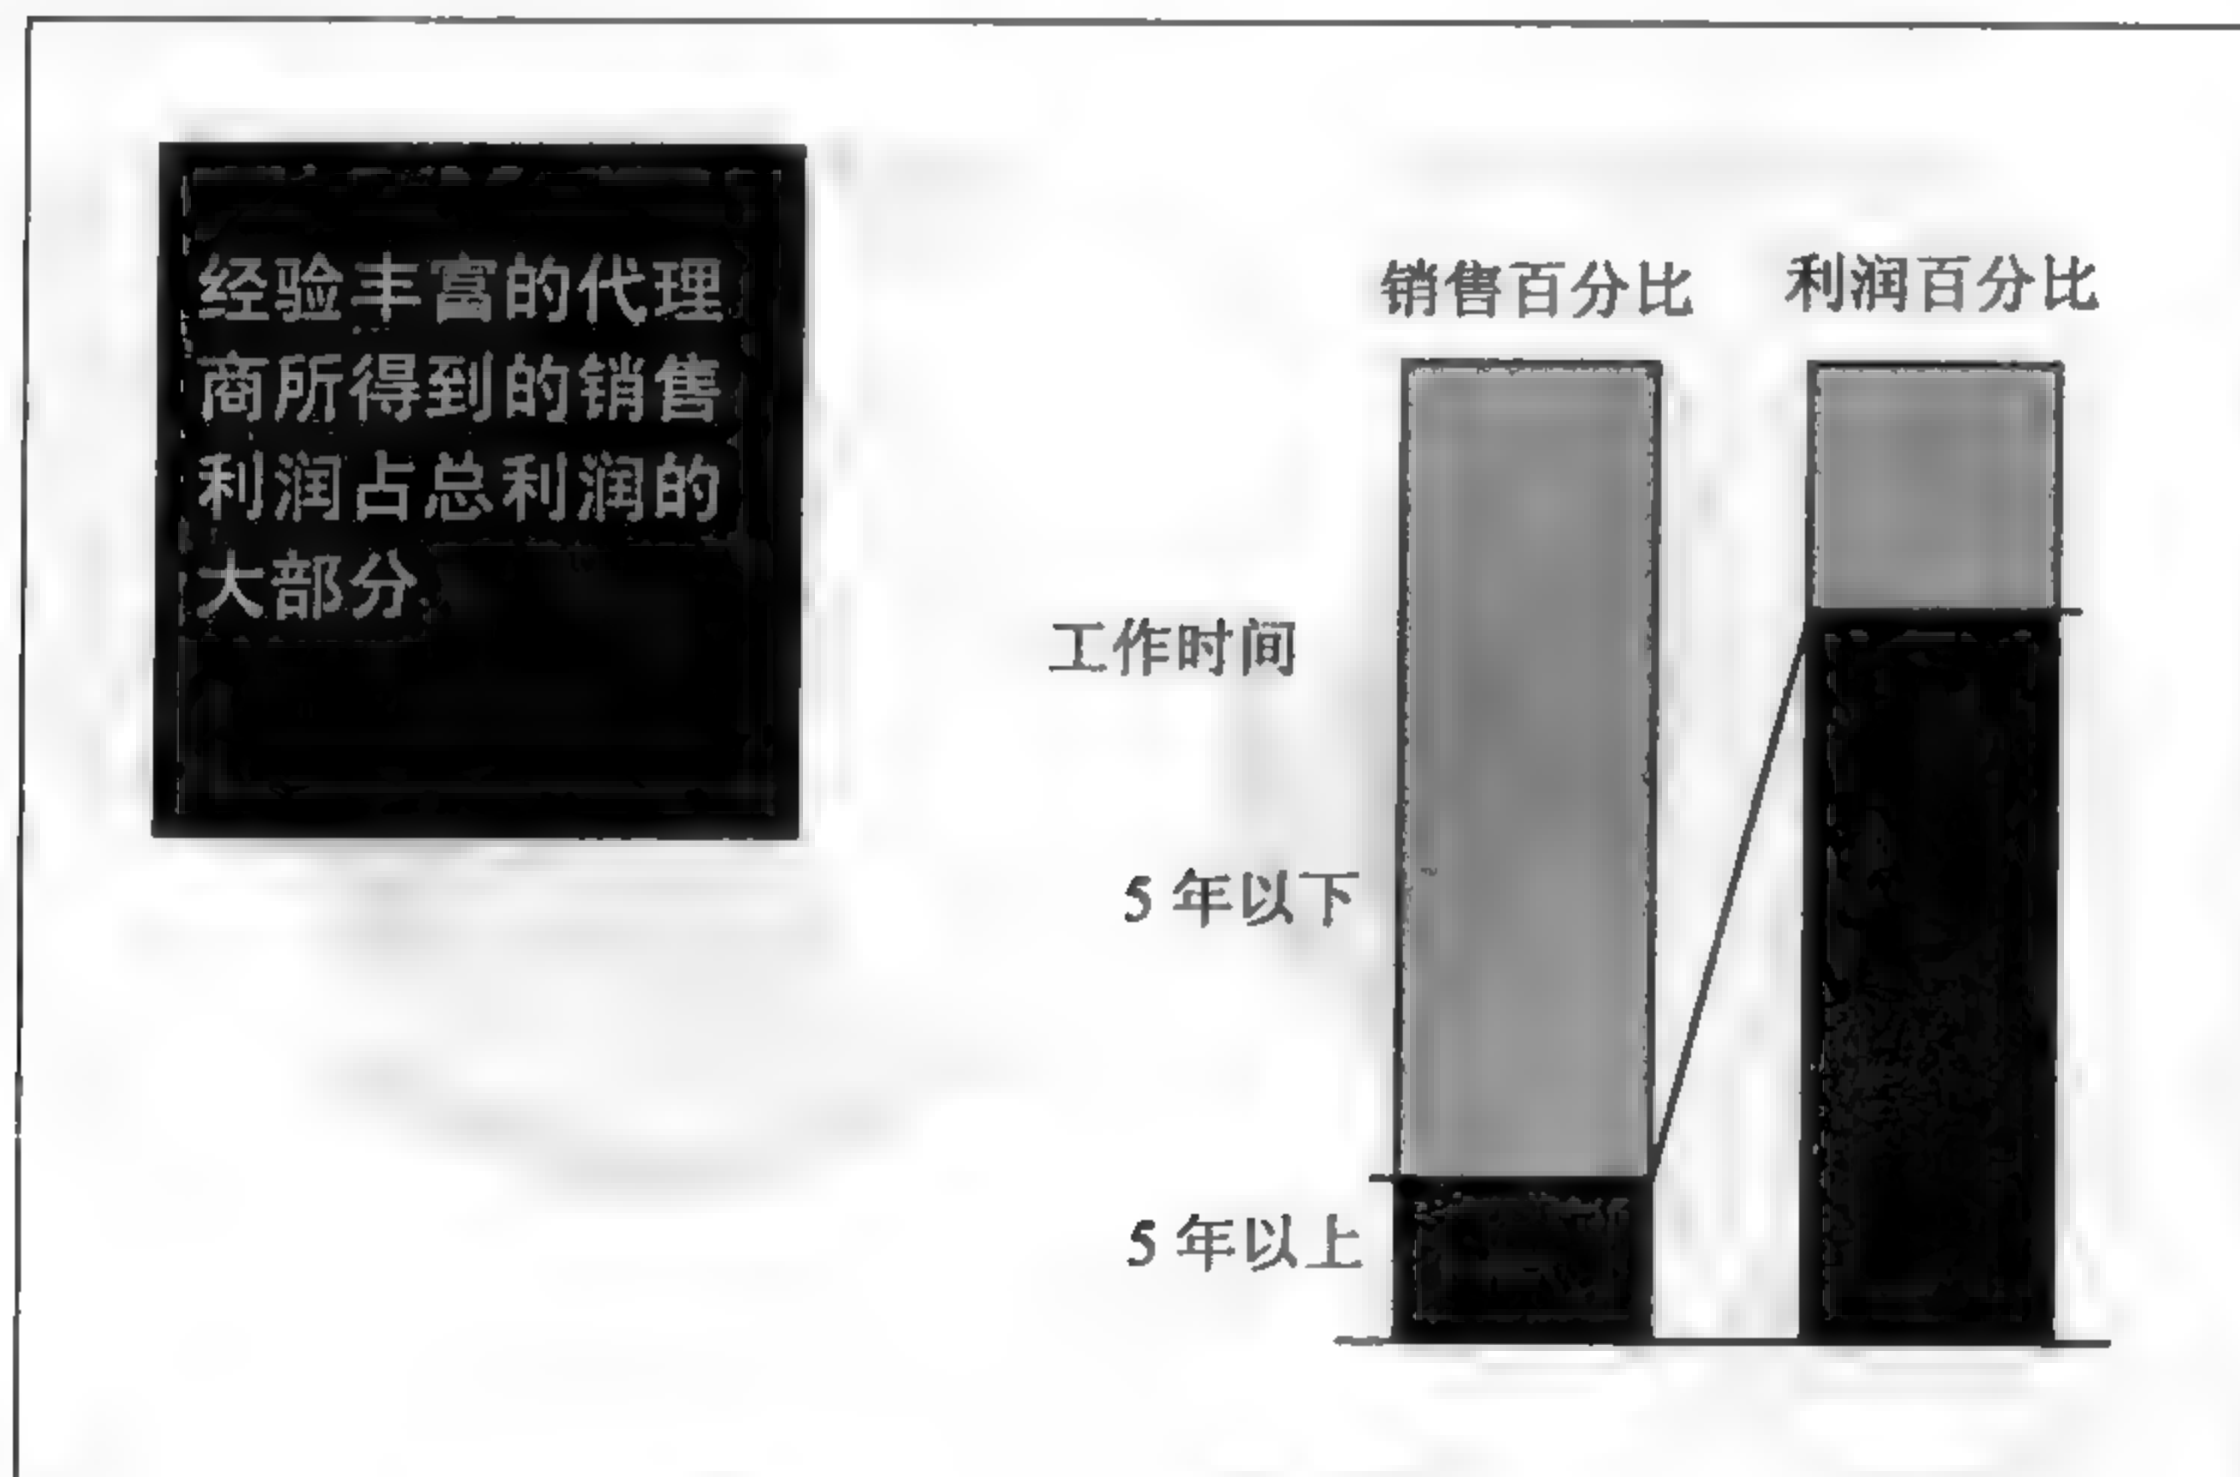 经验丰富的代理
商所得到的销售
利润占总利润的
大部分
销售百分比
利润百分比
工作时间
5 年以下
5 年以上